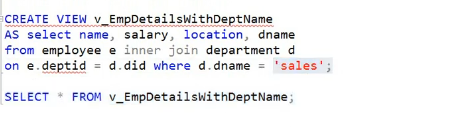 CREATE VIEW v_EmpDetailsWithDeptName
AS select name, salary, location, dname
from employee e inner join department d
on e.deptid = d.did where d.dname = 'sales';
SELECT * FROM v_EmpDetailsWithDeptName;